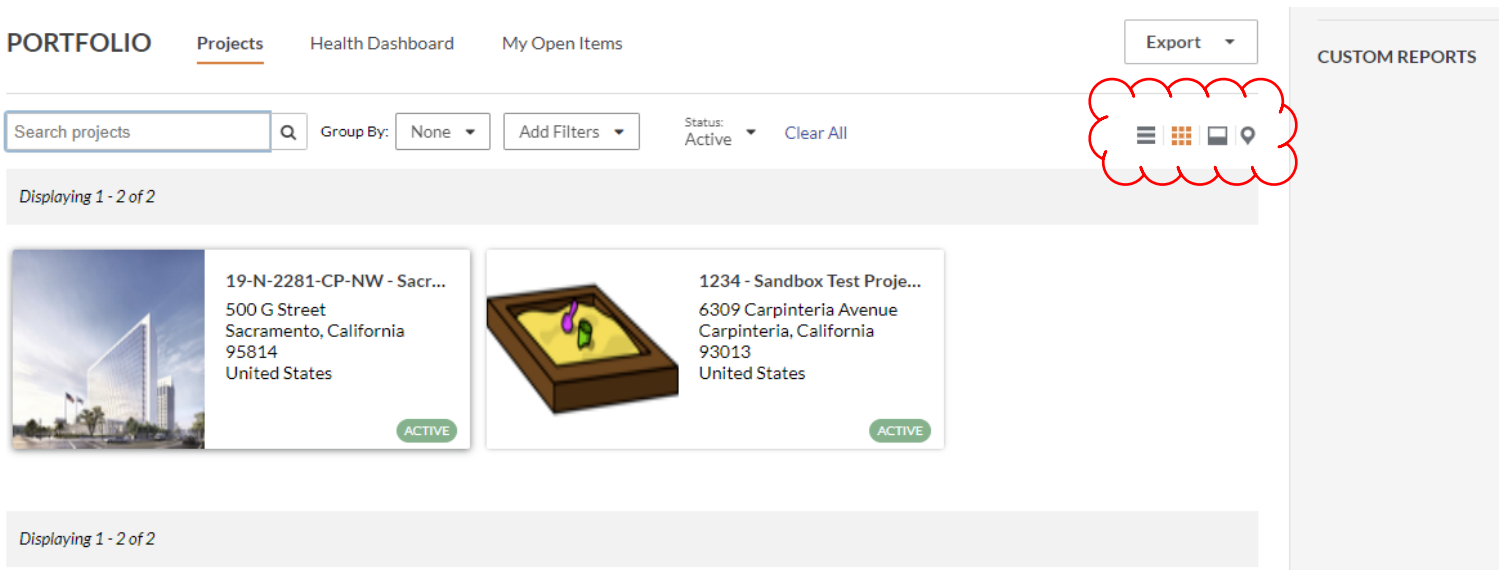 PORTFOLIO Projects Health Dashboard My Open Items Export
CUSTOM REPORTS
Search projects Group By: None Add Filters Status: Active Clear All
Displaying 1 - 2 of 2
19-N-2281-CP-NW - Sacr...
500 G Street
Sacramento, California
95814
United States
ACTIVE
1234 - Sandbox Test Proje...
6309 Carpinteria Avenue
Carpinteria, California
93013
United States
ACTIVE
Displaying 1 - 2 of 2